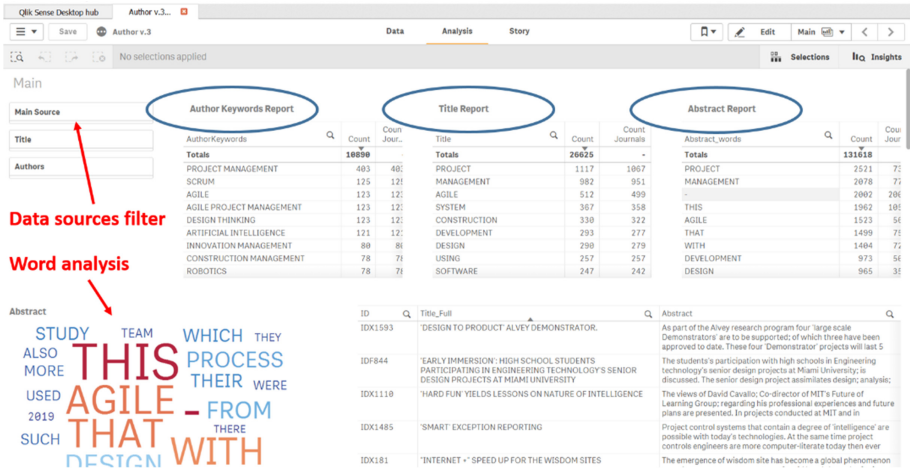 Qlik Sense Desktop hub Author v.3...
Save Author v.3 Data Analysis Story Edit Main
No selections applied Selections Insights
Main
Main Source
Title
Authors
Data sources filter
Word analysis
Author Keywords Report
AuthorKeywords Count Coun Jour...
Totals 10890 -
PROJECT MANAGEMENT 403 403
SCRUM 125 125
AGILE 123 123
AGILE PROJECT MANAGEMENT 123 123
DESIGN THINKING 123 123
ARTIFICIAL INTELLIGENCE 121 121
INNOVATION MANAGEMENT 80 80
CONSTRUCTION MANAGEMENT 78 78
ROBOTICS 78 78
Title Report
Title Count Count Journals
Totals 26625 -
PROJECT 1117 1067
MANAGEMENT 982 951
AGILE 512 499
SYSTEM 367 358
CONSTRUCTION 330 322
DEVELOPMENT 293 277
DESIGN 290 279
USING 257 257
SOFTWARE 247 242
Abstract Report
Abstract_words Count Count Journals
Totals 131618
PROJECT 2521
MANAGEMENT 2078
- 2002
THIS 1962
AGILE 1523
THAT 1499
WITH 1404
DEVELOPMENT 973
DESIGN 965
Abstract
STUDY TEAM WHICH THEY
ALSO THIS PROCESS
MORE THEIR WERE
USED AGILE – FROM
2019 THERE
SUCH THAT WITH
DESIGN
ID Title_Full Abstract
IDX1593 'DESIGN TO PRODUCT' ALVEY DEMONSTRATOR. As part of the Alvey research program four 'large scale
Demonstrators' are to be supported; of which three have been
approved to date. These four 'Demonstrator' projects will last 5
IDF844 'EARLY IMMERSION': HIGH SCHOOL STUDENTS The student's participation with high schools in Engineering
PARTICIPATING IN ENGINEERING TECHNOLOGY'S SENIOR technology's senior design projects at Miami University; is
DESIGN PROJECTS AT MIAMI UNIVERSITY discussed. The senior design project assimilates design; analysis;
IDX1110 'HARD FUN' YIELDS LESSONS ON NATURE OF INTELLIGENCE The views of David Cavallo; Co-director of MIT's Future of
Learning Group; regarding his professional experiences and future
plans are presented. In projects conducted at MIT and in
IDX1485 'SMART' EXCEPTION REPORTING Project control systems that contain a degree of 'intelligence' are
possible with today's technologies. At the same time project
controls engineers are more computer-literate today then ever
IDX181 "INTERNET +" SPEED UP FOR THE WISDOM SITES The emergence of wisdom site has become a global phenomenon